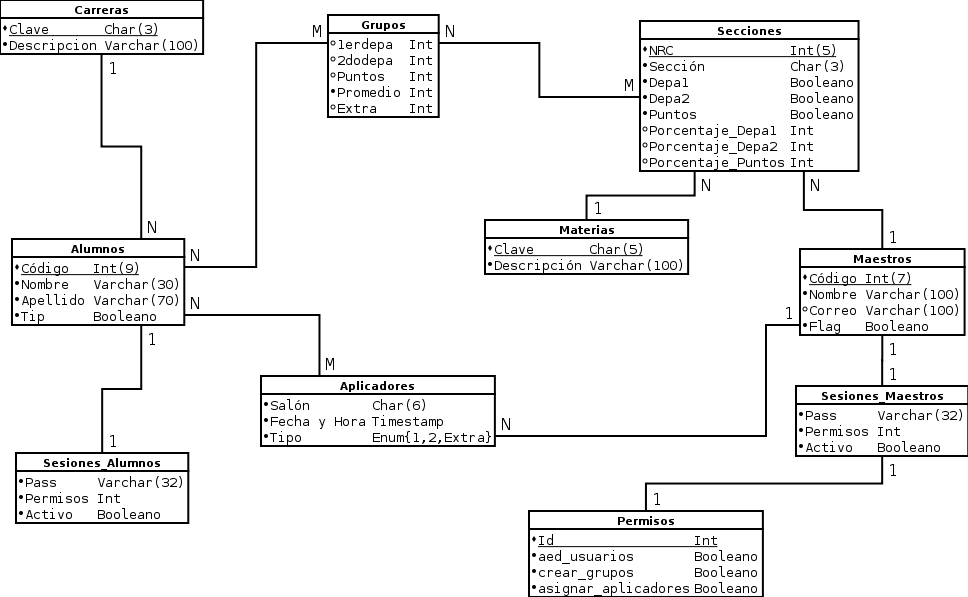 Carreras
Clave Char(3)
Descripcion Varchar(100)
1
N
Grupos
1erdepa Int
2dodepa Int
Puntos Int
Promedio Int
Extra Int
M
N
Secciones
NRC Int(5)
Sección Char(3)
Depa1 Booleano
Depa2 Booleano
Puntos Booleano
Porcentaje_Depa1 Int
Porcentaje_Depa2 Int
Porcentaje_Puntos Int
M
N
N
1
1
Materias
Clave Char(5)
Descripción Varchar(100)
Alumnos
Código Int(9)
Nombre Varchar(30)
Apellido Varchar(70)
Tip Booleano
N
N
1
M
Maestros
Código Int(7)
Nombre Varchar(100)
Correo Varchar(100)
Flag Booleano
1
1
1
Aplicadores
Salón Char(6)
Fecha y Hora Timestamp
Tipo Enum{1,2,Extra}
N
Sesiones_Maestros
Pass Varchar(32)
Permisos Int
Activo Booleano
1
1
1
Sesiones_Alumnos
Pass Varchar(32)
Permisos Int
Activo Booleano
Permisos
Id Int
aed_usuarios Booleano
crear_grupos Booleano
asignar_aplicadores Booleano